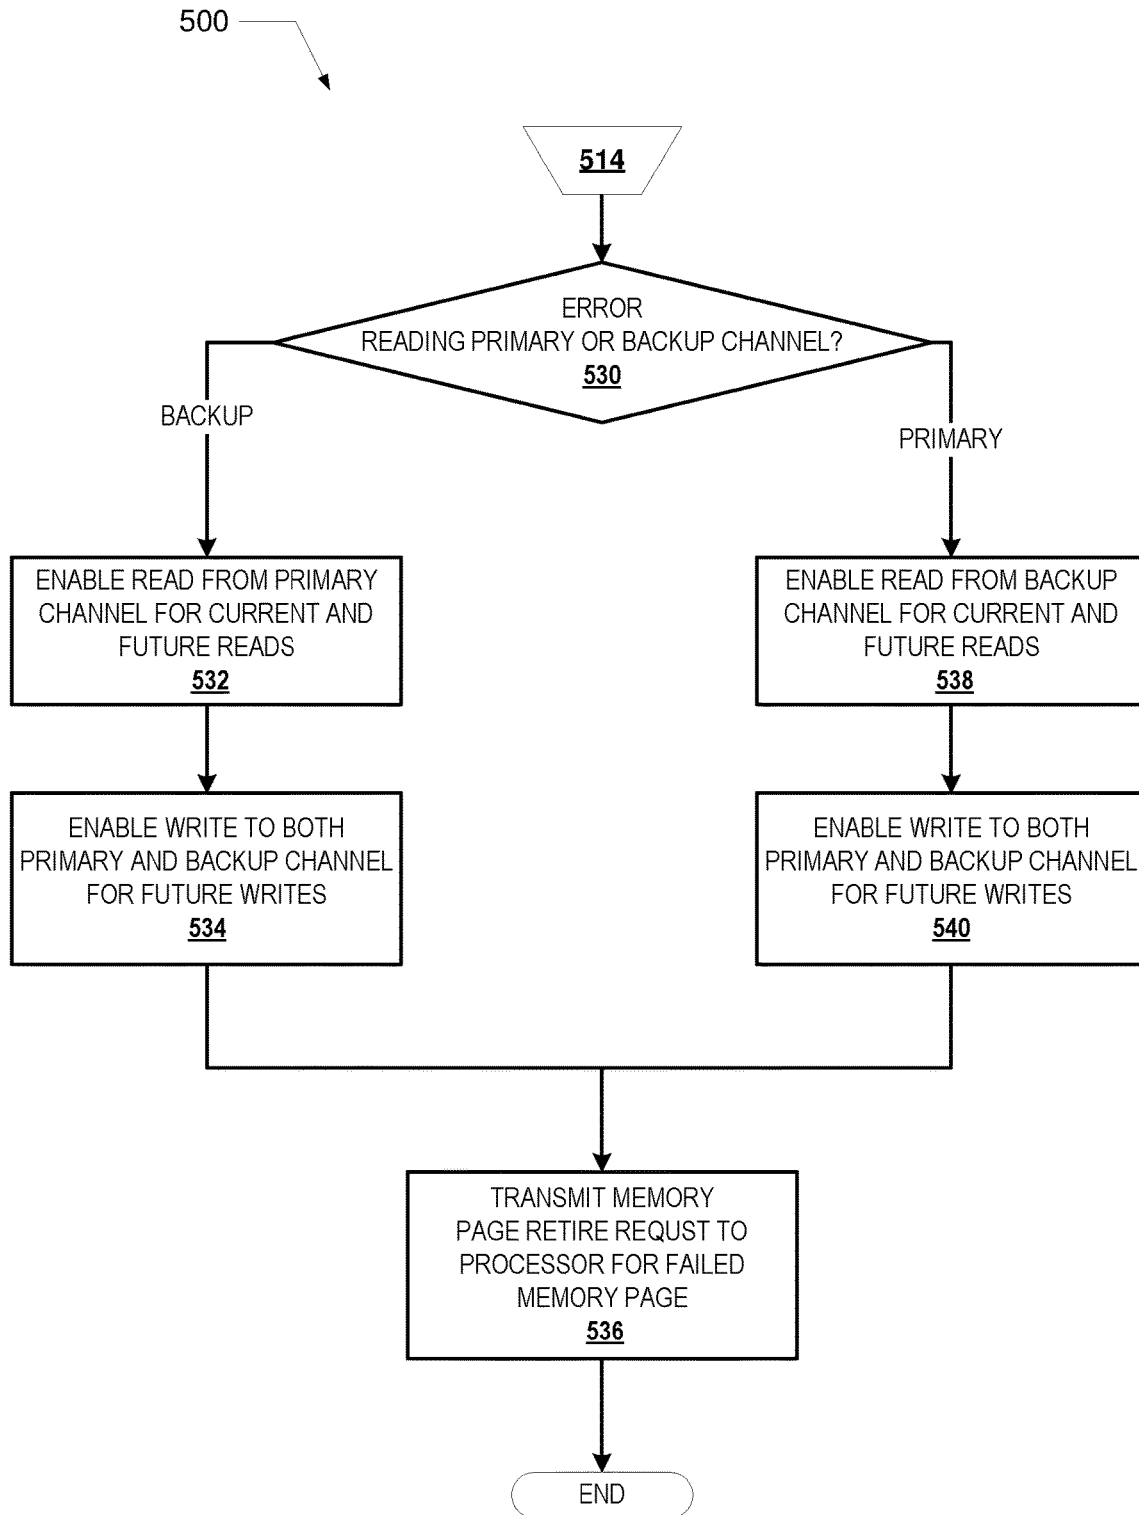 500
514
ERROR
READING PRIMARY OR BACKUP CHANNEL?
530
BACKUP
PRIMARY
ENABLE READ FROM PRIMARY
CHANNEL FOR CURRENT AND
FUTURE READS
532
ENABLE READ FROM BACKUP
CHANNEL FOR CURRENT AND
FUTURE READS
538
ENABLE WRITE TO BOTH
PRIMARY AND BACKUP CHANNEL
FOR FUTURE WRITES
534
ENABLE WRITE TO BOTH
PRIMARY AND BACKUP CHANNEL
FOR FUTURE WRITES
540
TRANSMIT MEMORY
PAGE RETIRE REQUST TO
PROCESSOR FOR FAILED
MEMORY PAGE
536
END